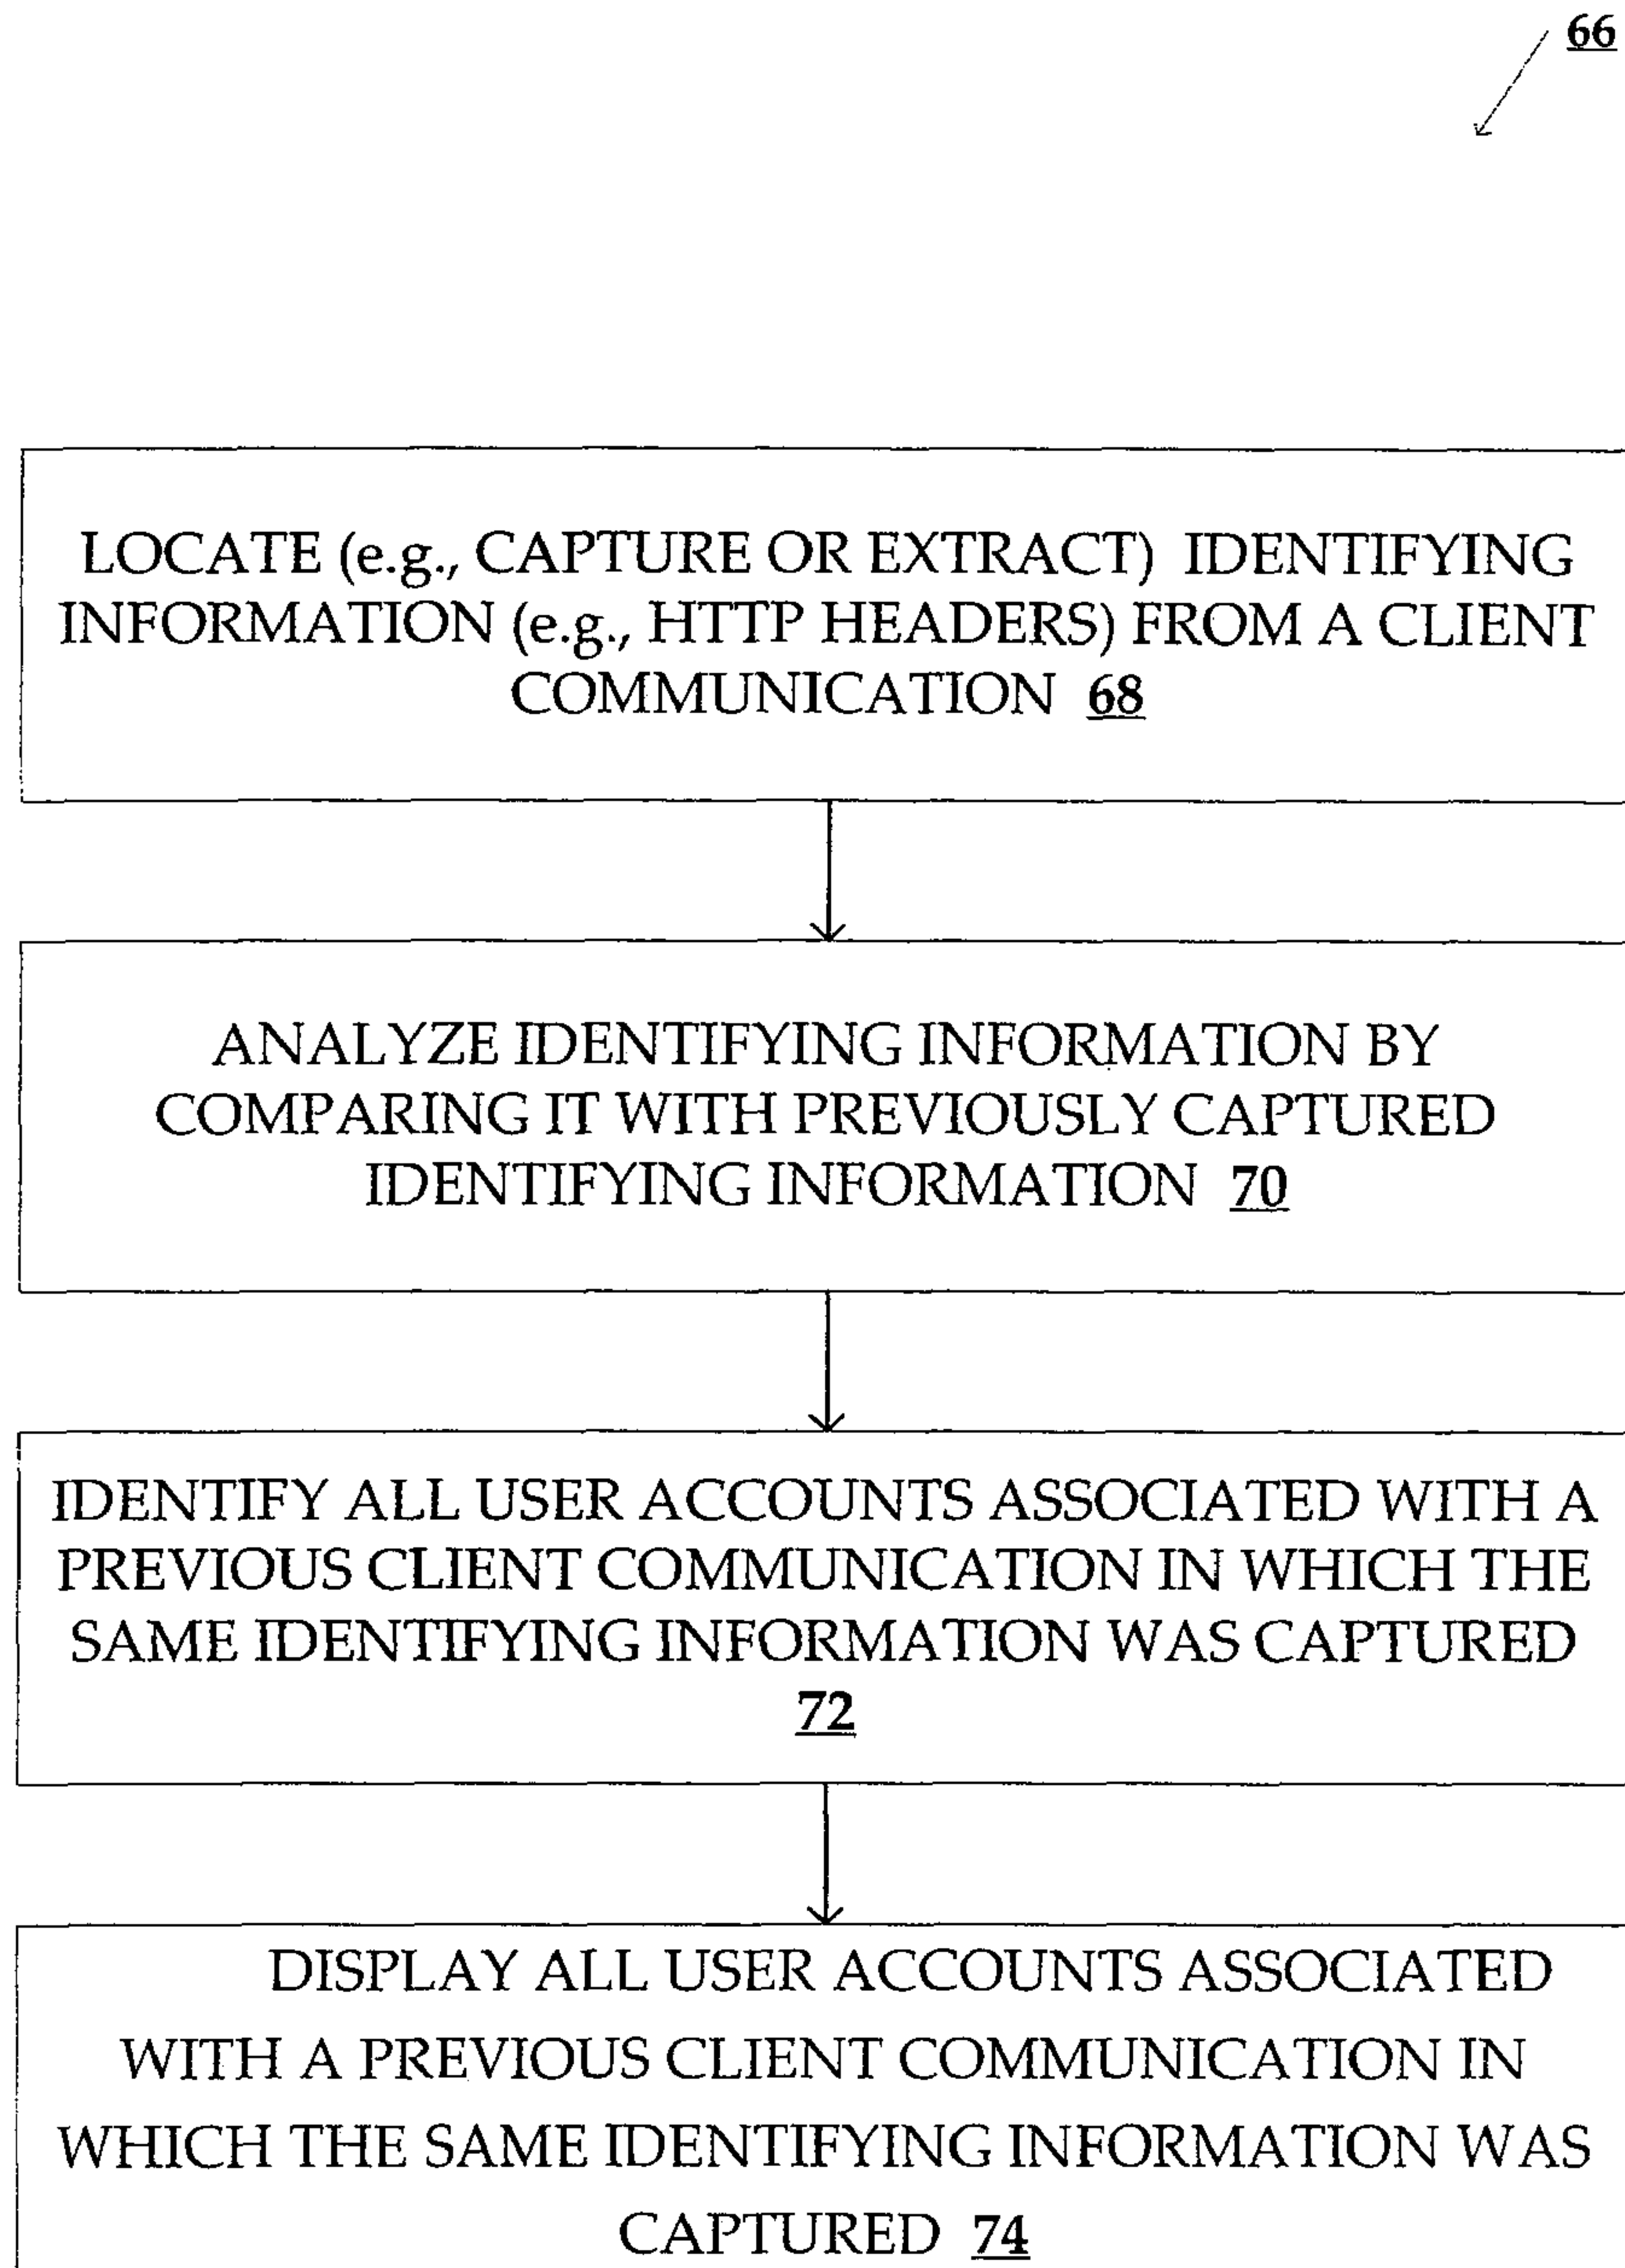 66
LOCATE (e.g., CAPTURE OR EXTRACT) IDENTIFYING
INFORMATION (e.g., HTTP HEADERS) FROM A CLIENT
COMMUNICATION 68
ANALYZE IDENTIFYING INFORMATION BY
COMPARING IT WITH PREVIOUSLY CAPTURED
IDENTIFYING INFORMATION 70
IDENTIFY ALL USER ACCOUNTS ASSOCIATED WITH A
PREVIOUS CLIENT COMMUNICATION IN WHICH THE
SAME IDENTIFYING INFORMATION WAS CAPTURED
72
DISPLAY ALL USER ACCOUNTS ASSOCIATED
WITH A PREVIOUS CLIENT COMMUNICATION IN
WHICH THE SAME IDENTIFYING INFORMATION WAS
CAPTURED 74